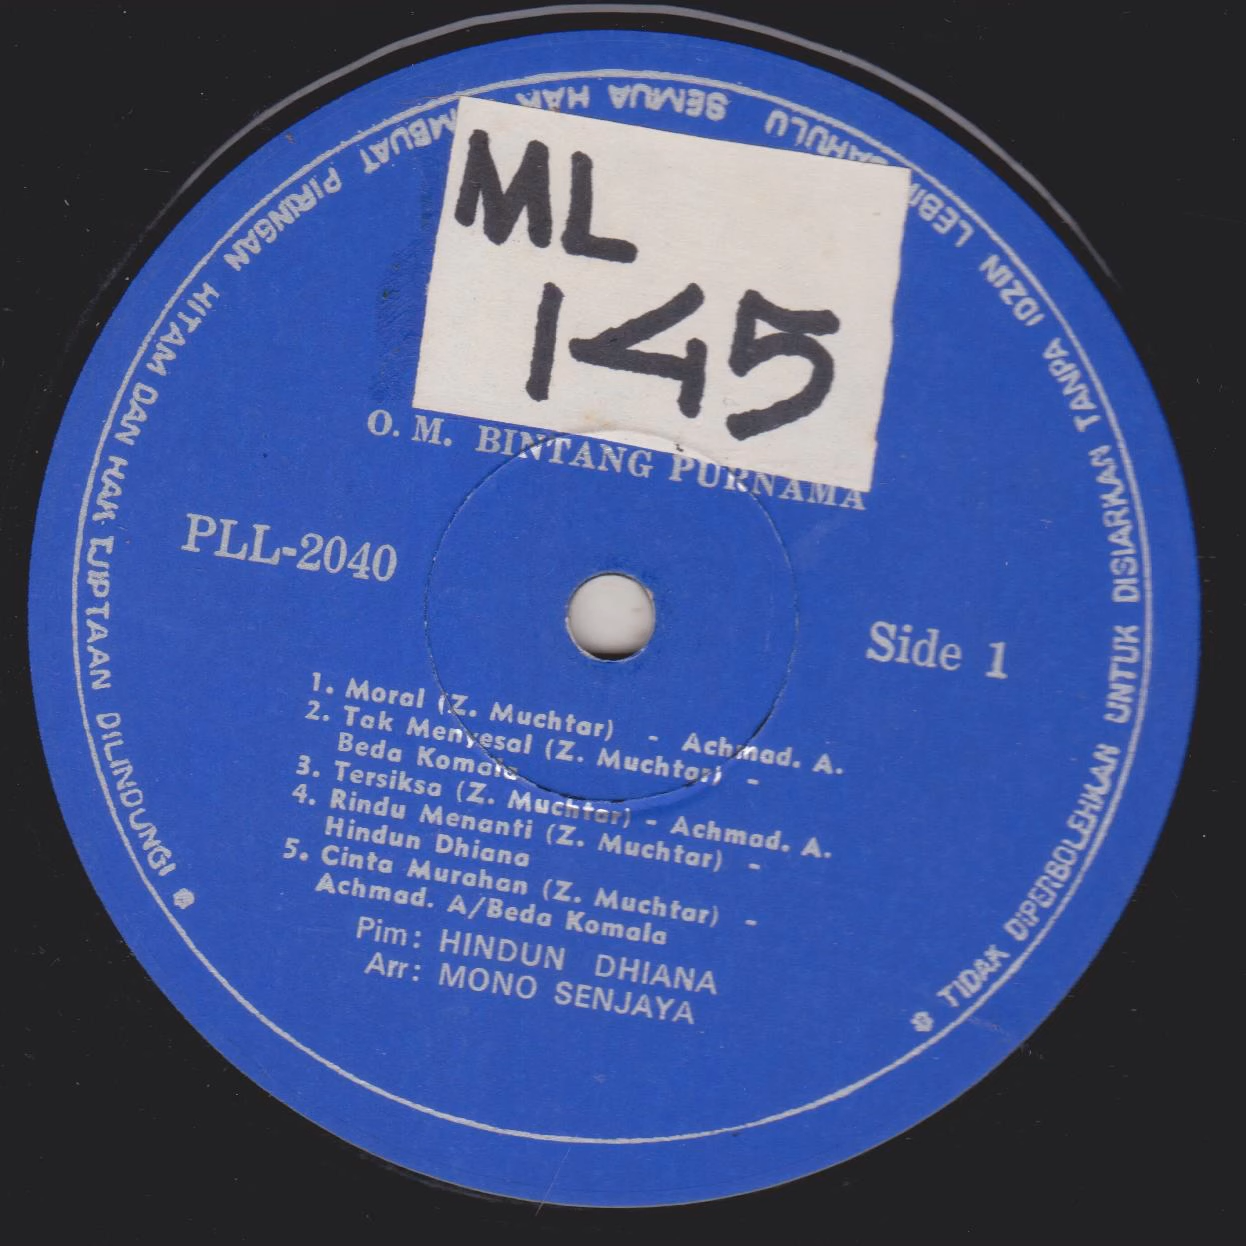 ML
145
O. M. BINTANG PURNAMA
PLL-2040
Side 1
1. Moral (Z. Muchtar) - Achmad. A.
2. Tak Menyesal (Z. Muchtar) -
Beda Komala
3. Tersiksa (Z. Muchtar) - Achmad. A.
4. Rindu Menanti (Z. Muchtar) -
Hindun Dhiana
5. Cinta Murahan (Z. Muchtar) -
Achmad. A/Beda Komala
Pim: HINDUN DHIANA
Arr: MONO SENJAYA
TIDAK DIPERBOLEHKAN UNTUK DISIARKAN TANPA IDZIN SEMUA HAK PIRINGAN HITAM DAN HAK TJIPTAAN DILINDUNGI